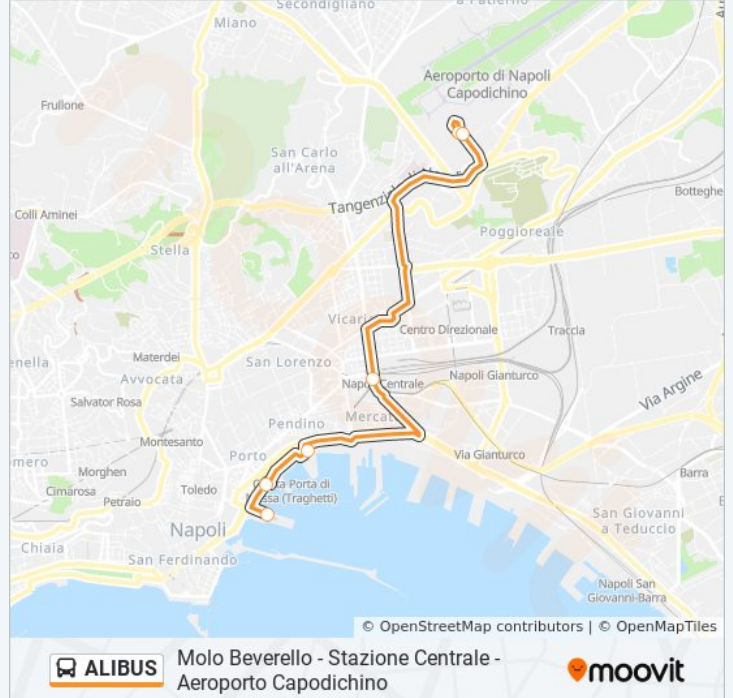 Secondigliano
Miano
Aeroporto di Napoli
Capodichino
Frullone
San Carlo
all'Arena
Tangenziale di
Botteghe
Colli Aminei
Poggioreale
Stella
Vicaria
Centro Direzionale
Traccia
Materdei
San Lorenzo
Avvocata
Napoli Centrale
Napoli Gianturco
Via Argine
Salvator Rosa
Pendino
Mercato
Montesanto
Porto
Via Gianturco
Morghen
Cimarosa
Toledo
Porta di
Massa (Traghetti)
Barra
Petraio
San Giovanni
a Teduccio
Napoli
Chiaia
San Ferdinando
Napoli San
Giovanni-Barra
© OpenStreetMap contributors | © OpenMapTiles
ALIBUS
Molo Beverello - Stazione Centrale -
Aeroporto Capodichino
moovit